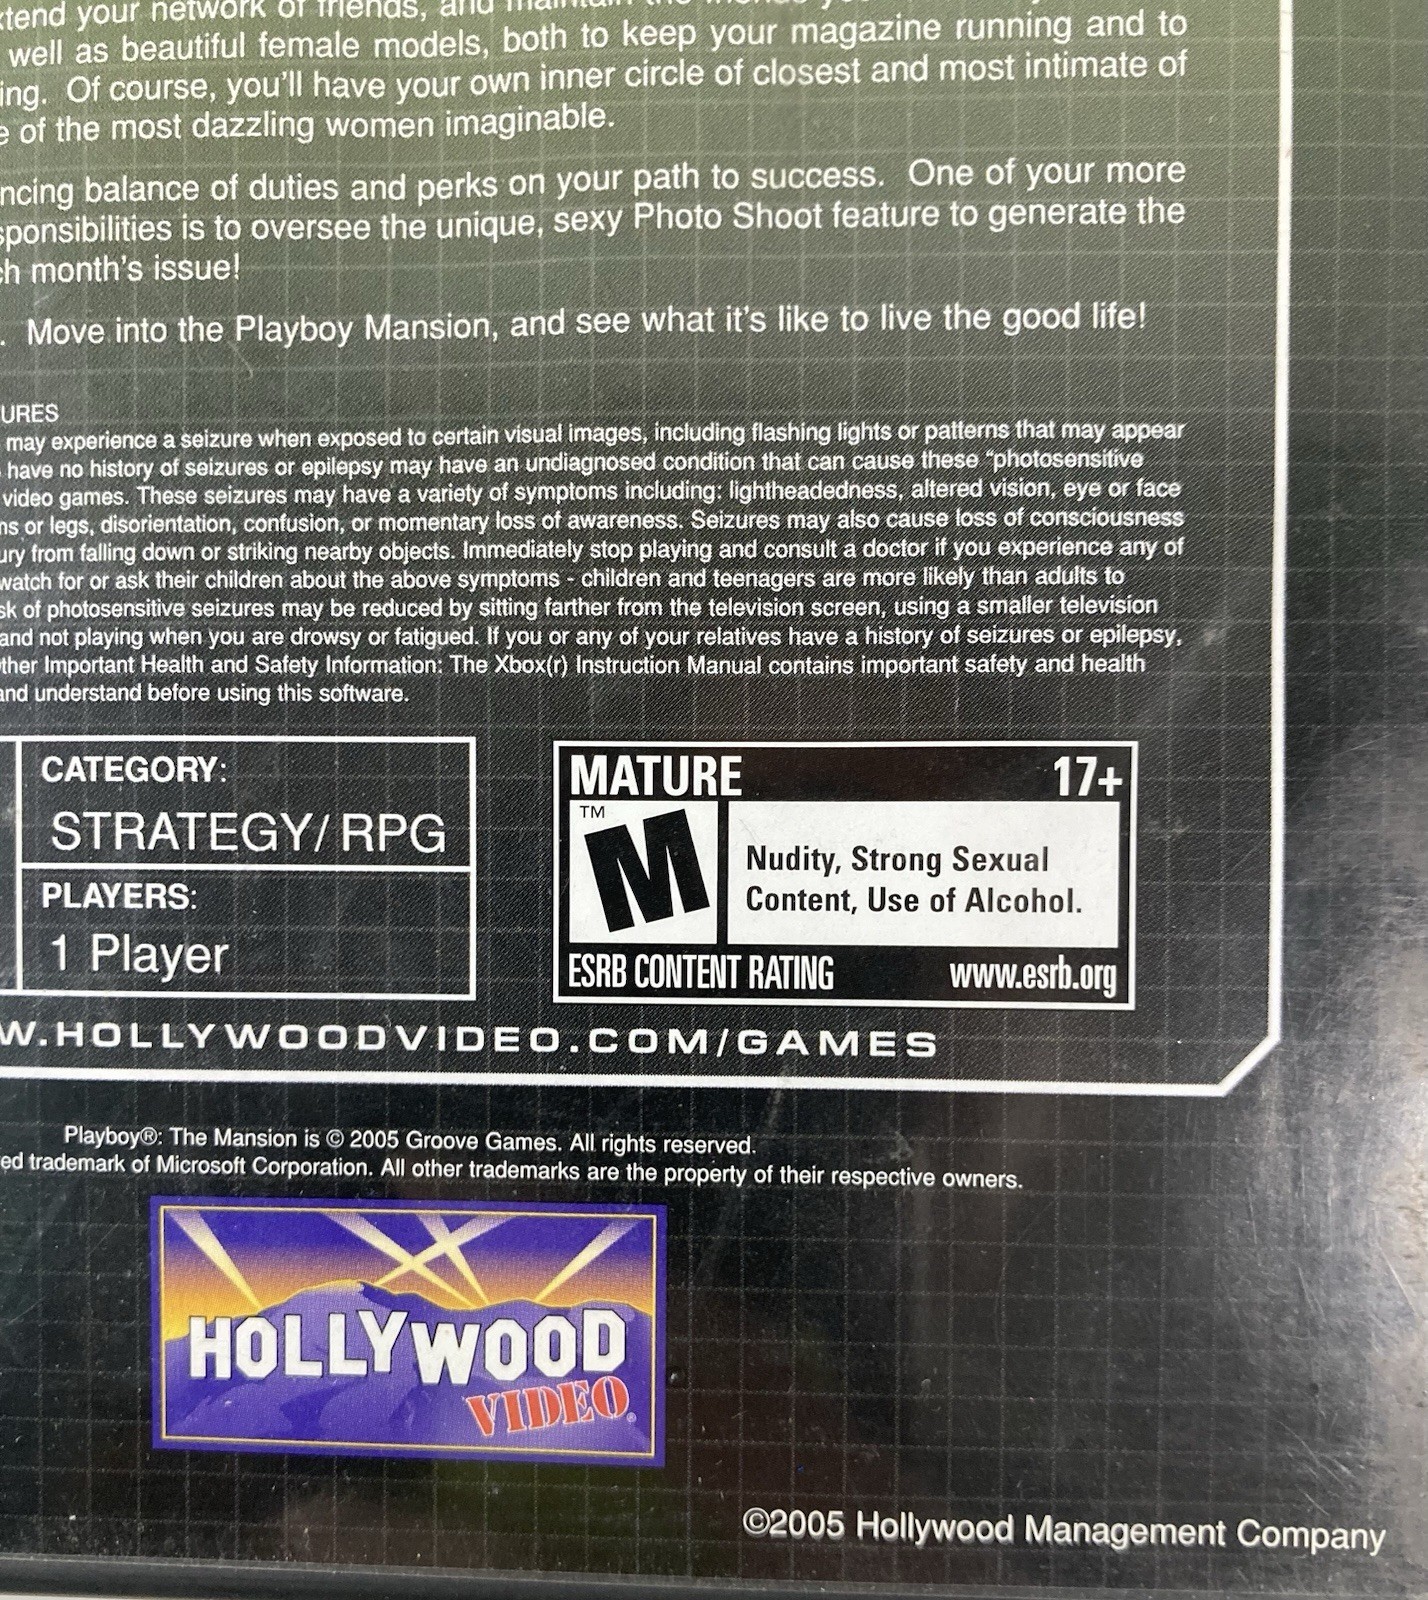 tend your network of friends, and
well as beautiful female models, both to keep your magazine running and to
ing. Of course, you'll have your own inner circle of closest and most intimate of
e of the most dazzling women imaginable.
ncing balance of duties and perks on your path to success. One of your more
sponsibilities is to oversee the unique, sexy Photo Shoot feature to generate the
ch month's issue!
. Move into the Playboy Mansion, and see what it's like to live the good life!
URES
may experience a seizure when exposed to certain visual images, including flashing lights or patterns that may appear
have no history of seizures or epilepsy may have an undiagnosed condition that can cause these “photosensitive
video games. These seizures may have a variety of symptoms including: lightheadedness, altered vision, eye or face
ns or legs, disorientation, confusion, or momentary loss of awareness. Seizures may also cause loss of consciousness
ury from falling down or striking nearby objects. Immediately stop playing and consult a doctor if you experience any of
watch for or ask their children about the above symptoms - children and teenagers are more likely than adults to
sk of photosensitive seizures may be reduced by sitting farther from the television screen, using a smaller television
and not playing when you are drowsy or fatigued. If you or any of your relatives have a history of seizures or epilepsy,
ther Important Health and Safety Information: The Xbox(r) Instruction Manual contains important safety and health
and understand before using this software.
CATEGORY:
STRATEGY/ RPG
PLAYERS:
1 Player
MATURE 17+
TM
M
Nudity, Strong Sexual
Content, Use of Alcohol.
ESRB CONTENT RATING www.esrb.org
W.HOLLYWOODVIDEO.COM/GAMES
Playboy®: The Mansion is © 2005 Groove Games. All rights reserved.
ed trademark of Microsoft Corporation. All other trademarks are the property of their respective owners.
HOLLYWOOD
VIDEO®
©2005 Hollywood Management Company